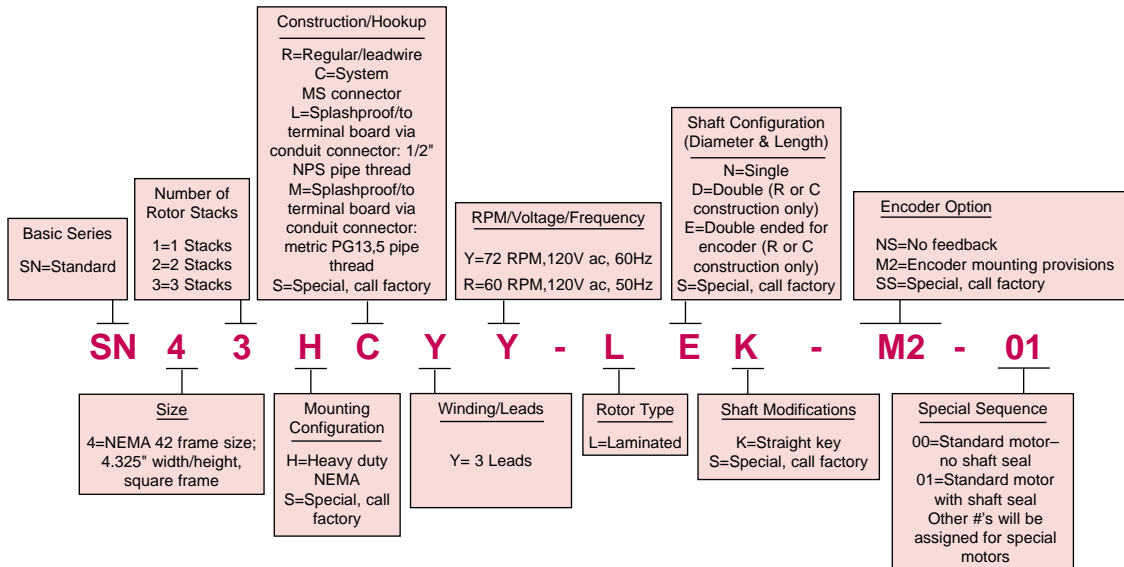 Construction/Hookup
R=Regular/leadwire
C=System
MS connector
L=Splashproof/to
terminal board via
conduit connector: 1/2"
NPS pipe thread
M=Splashproof/to
terminal board via
conduit connector:
metric PG13,5 pipe
thread
S=Special, call factory
Shaft Configuration
(Diameter & Length)
N=Single
D=Double (R or C
construction only)
E=Double ended for
encoder (R or C
construction only)
S=Special, call factory
Number of
Rotor Stacks
1=1 Stacks
2=2 Stacks
3=3 Stacks
RPM/Voltage/Frequency
Y=72 RPM,120V ac, 60Hz
R=60 RPM,120V ac, 50Hz
Encoder Option
NS=No feedback
M2=Encoder mounting provisions
SS=Special, call factory
Basic Series
SN=Standard
SN 4 3 H C Y Y - L E K - M2 - 01
Size
4=NEMA 42 frame size;
4.325" width/height,
square frame
Mounting
Configuration
H=Heavy duty
NEMA
S=Special, call
factory
Winding/Leads
Y= 3 Leads
Rotor Type
L=Laminated
Shaft Modifications
K=Straight key
S=Special, call factory
Special Sequence
00=Standard motor–
no shaft seal
01=Standard motor
with shaft seal
Other #'s will be
assigned for special
motors